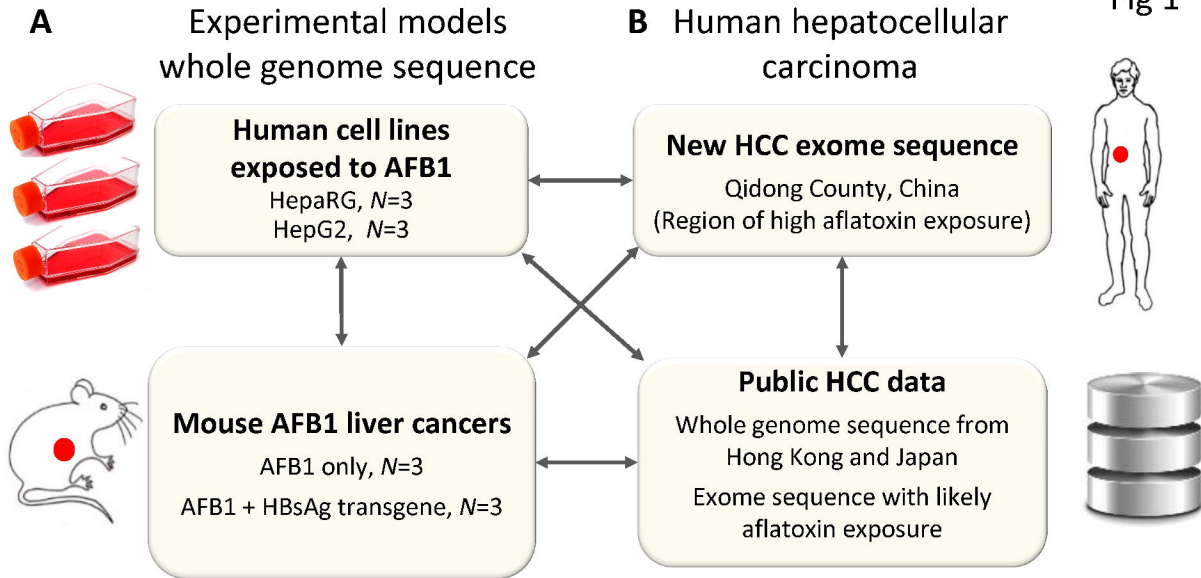 Fig 1
A
Experimental models
whole genome sequence
Human cell lines
exposed to AFB1
HepaRG, N=3
HepG2, N=3
Mouse AFB1 liver cancers
AFB1 only, N=3
AFB1 + HBsAg transgene, N=3
B
Human hepatocellular
carcinoma
New HCC exome sequence
Qidong County, China
(Region of high aflatoxin exposure)
Public HCC data
Whole genome sequence from
Hong Kong and Japan
Exome sequence with likely
aflatoxin exposure